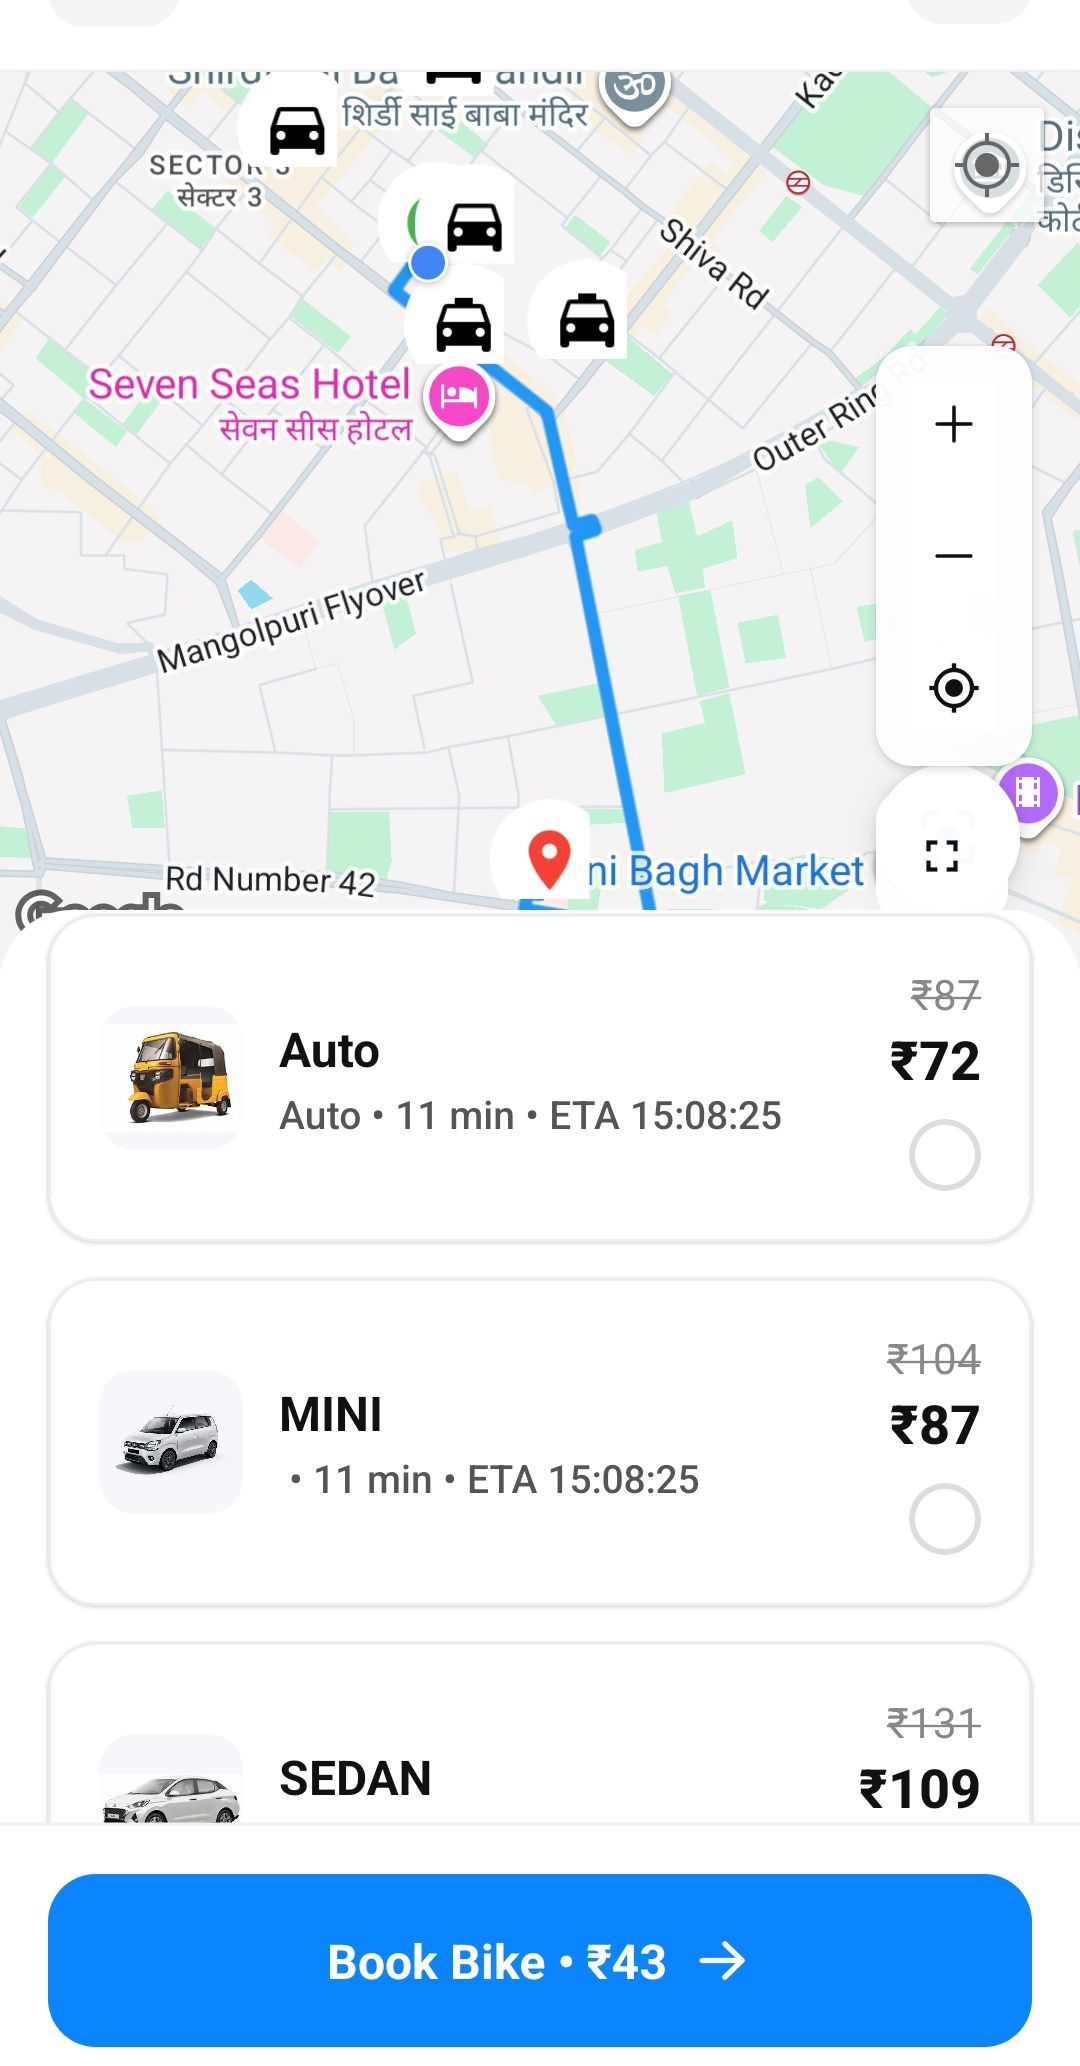 शिर्डी साई बाबा मंदिर
SECTOR 3
सेक्टर 3
Shiva Rd
Seven Seas Hotel
सेवन सीस होटल
Outer Ring Rd
Mangolpuri Flyover
ni Bagh Market
Rd Number 42
Google
₹87
Auto
₹72
Auto • 11 min • ETA 15:08:25
₹104
MINI
₹87
• 11 min • ETA 15:08:25
₹131
SEDAN
₹109
Book Bike • ₹43 →